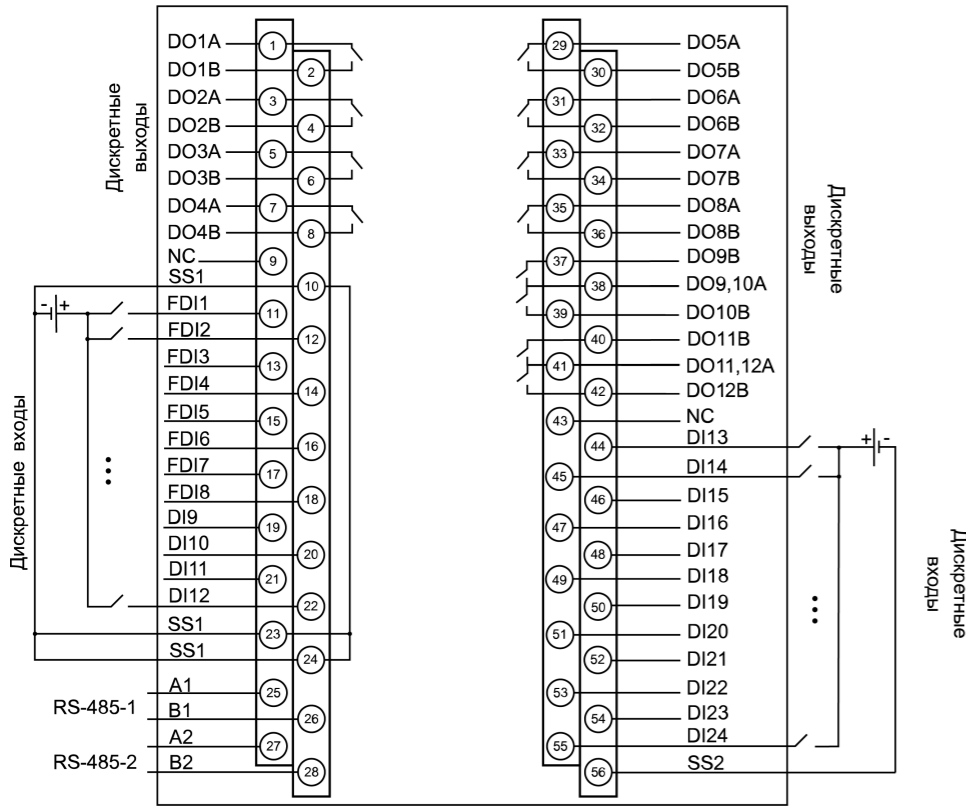 Дискретные
выходы
DO1A
1
DO1B
2
DO2A
3
DO2B
4
DO3A
5
DO3B
6
DO4A
7
DO4B
8
NC
9
SS1
10
- +
FDI1
11
FDI2
12
FDI3
13
FDI4
14
FDI5
15
FDI6
16
FDI7
17
FDI8
18
DI9
19
DI10
20
DI11
21
DI12
22
SS1
23
SS1
24
Дискретные входы
RS-485-1
A1
25
B1
26
RS-485-2
A2
27
B2
28
29
DO5A
30
DO5B
31
DO6A
32
DO6B
33
DO7A
34
DO7B
35
DO8A
36
DO8B
37
DO9B
38
DO9,10A
39
DO10B
40
DO11B
41
DO11,12A
42
DO12B
Дискретные
выходы
43
NC
44
DI13
+ -
45
DI14
46
DI15
47
DI16
48
DI17
49
DI18
50
DI19
51
DI20
52
DI21
53
DI22
54
DI23
55
DI24
56
SS2
Дискретные
входы